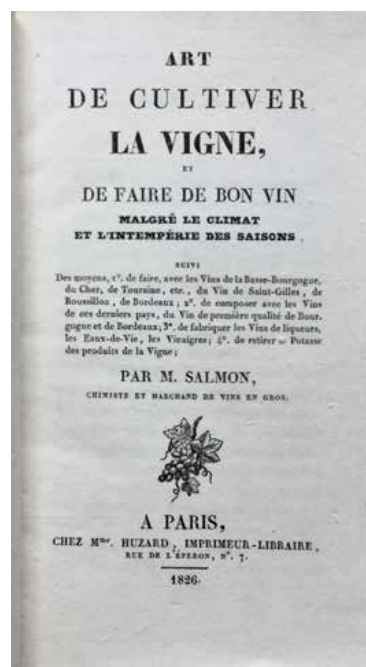 ART
DE CULTIVER
LA VIGNE,
ET
DE FAIRE DE BON VIN
MALGRÉ LE CLIMAT
ET L'INTEMPÉRIE DES SAISONS
SUIVI
Des moyens, 1º. de faire, avec les Vins de la Basse-Bourgogne,
du Cher, de Touraine, etc., du Vin de Saint-Gilles, de
Roussillon, de Bordeaux; 2º. de composer avec les Vins
de ces derniers pays, du Vin de première qualité de Bour-
gogne et de Bordeaux; 3º. de fabriquer les Vins de liqueurs,
les Eaux-de-Vie, les Vinaigres; 4º. de retirer Potasse
des produits de la Vigne;
PAR M. SALMON,
CHIMISTE ET MARCHAND DE VINS EN GROS.
A PARIS,
CHEZ Mme. HUZARD, IMPRIMEUR-LIBRAIRE,
RUE DE L'ÉPERON, Nº. 7.
1826.